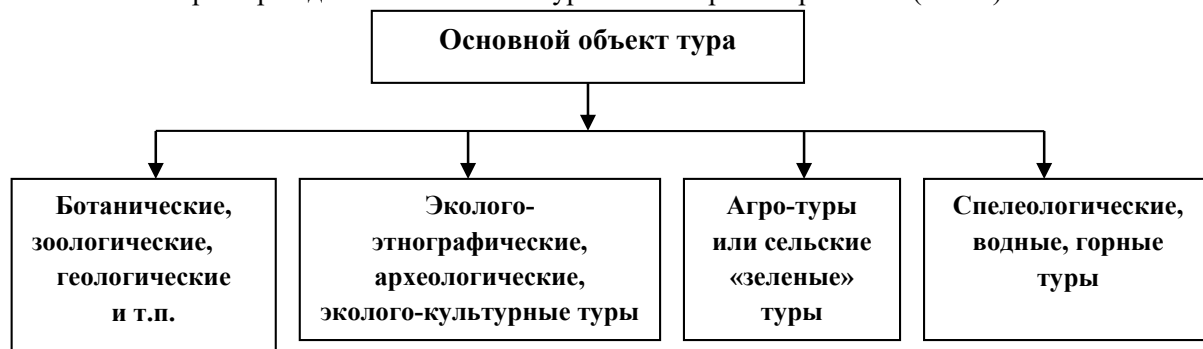 Основной объект тура
Ботанические,
зоологические,
геологические
и т.п.
Эколого-
этнографические,
археологические,
эколого-культурные туры
Агро-туры
или сельские
«зеленые»
туры
Спелеологические,
водные, горные
туры